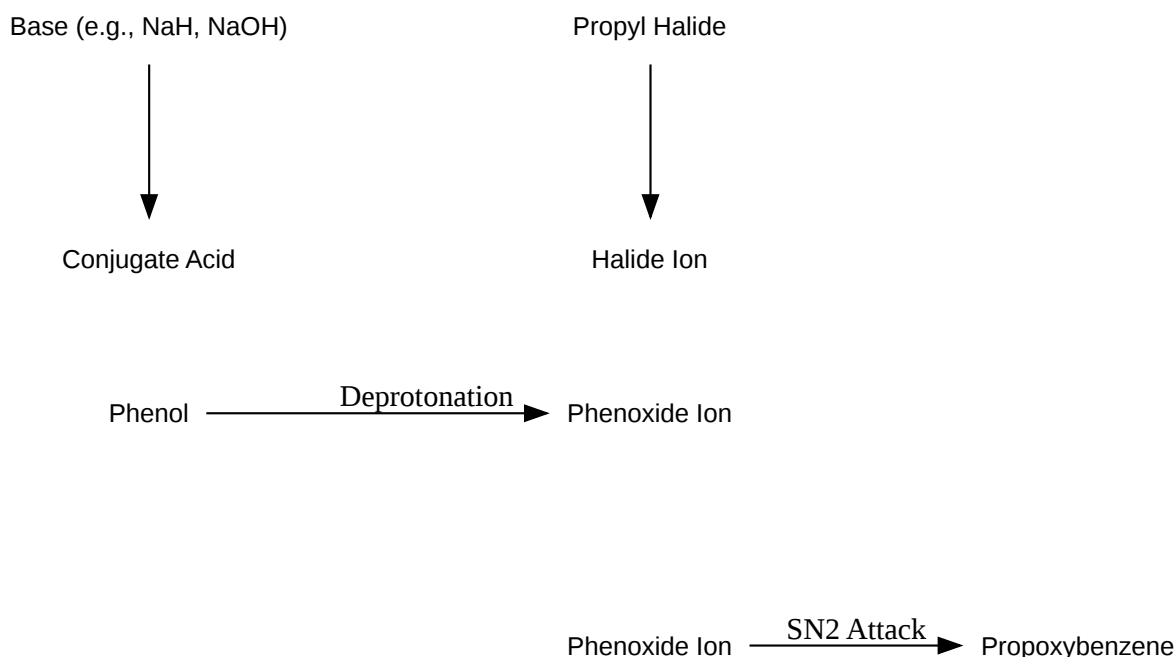 Base (e.g., NaH, NaOH)
Propyl Halide
Conjugate Acid
Halide Ion
Deprotonation
Phenol
Phenoxide Ion
SN2 Attack
Phenoxide Ion
Propoxybenzene